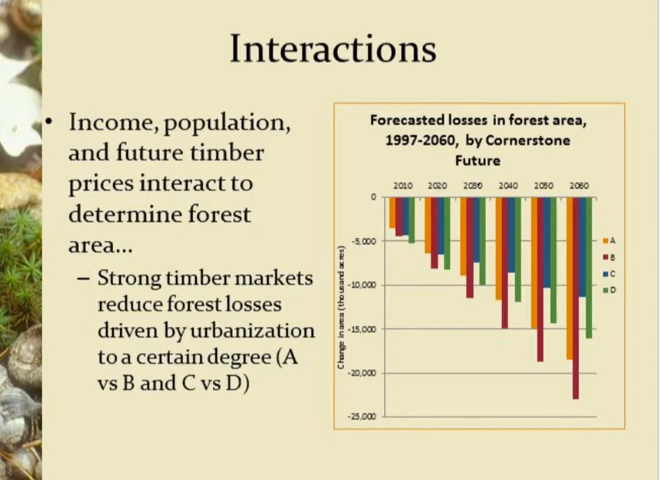 Interactions
• Income, population,
and future timber
prices interact to
determine forest
area…
– Strong timber markets
reduce forest losses
driven by urbanization
to a certain degree (A
vs B and C vs D)
Forecasted losses in forest area,
1997-2060, by Cornerstone
Future
2010 2020 2030 2040 2050 2060
0
-5,000
-10,000
-15,000
-20,000
-25,000
Change in area (thousand acres)
A
B
C
D